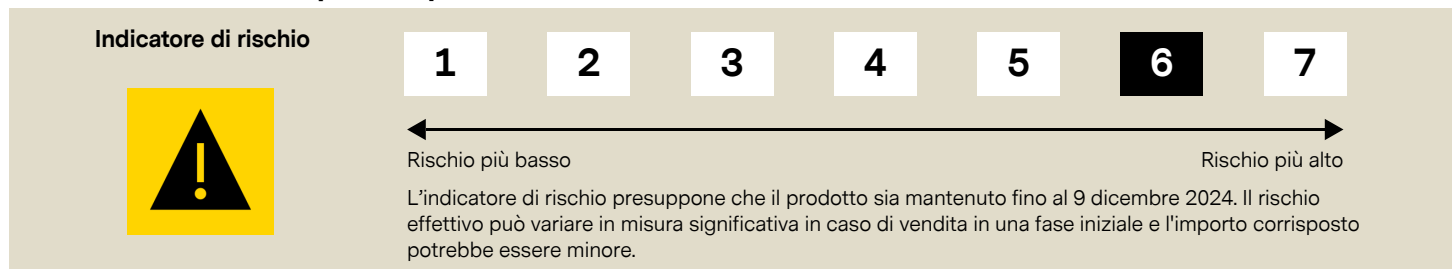 Indicatore di rischio
1 2 3 4 5 6 7
Rischio più basso
Rischio più alto
L'indicatore di rischio presuppone che il prodotto sia mantenuto fino al 9 dicembre 2024. Il rischio
effettivo può variare in misura significativa in caso di vendita in una fase iniziale e l'importo corrisposto
potrebbe essere minore.